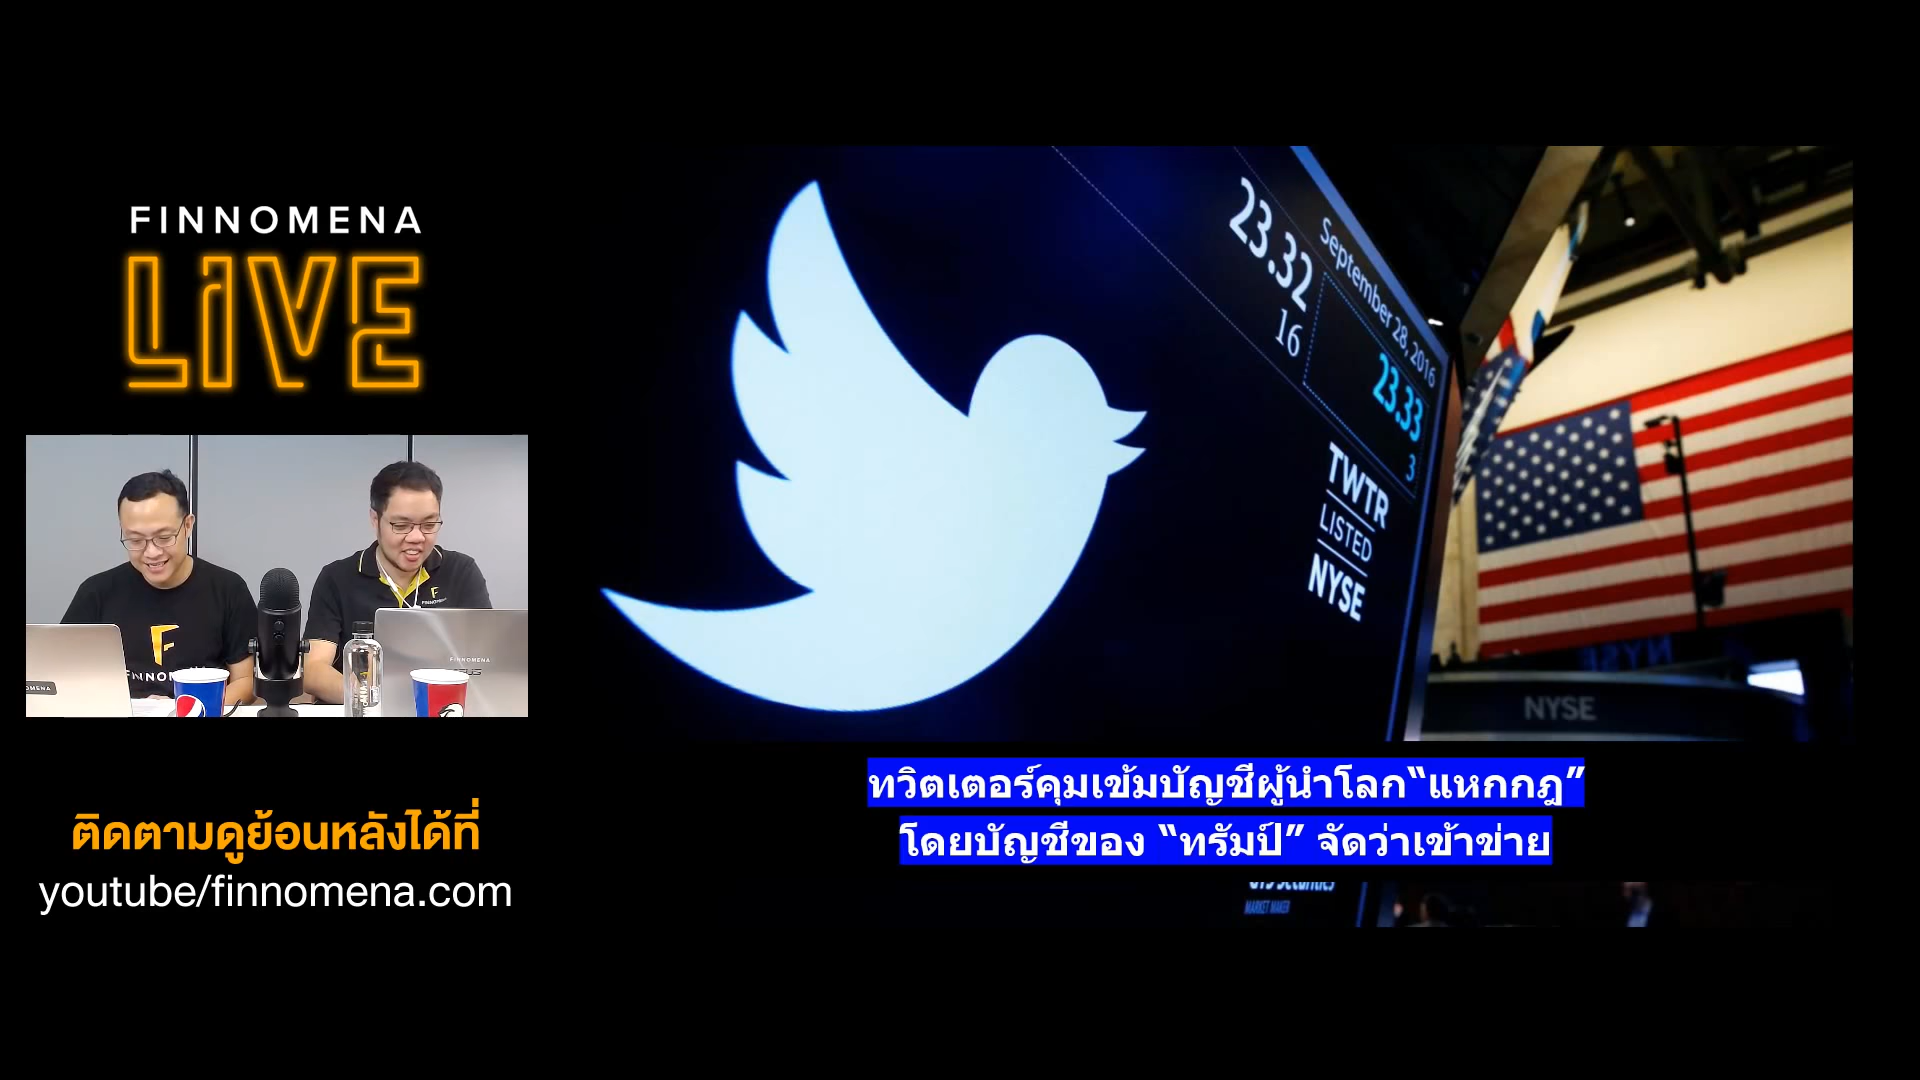 FINNOMENA
LIVE
ติดตามดูย้อนหลังได้ที่
youtube/finnomena.com
September 28, 2016
23.32
16
23.33
3
TWTR
LISTED
NYSE
NYSE
ทวิตเตอร์คุมเข้มบัญชีผู้นำโลก“แหกกฎ”
โดยบัญชีของ “ทรัมป์” จัดว่าเข้าข่าย
MARKET MAKER
FINNOMENA